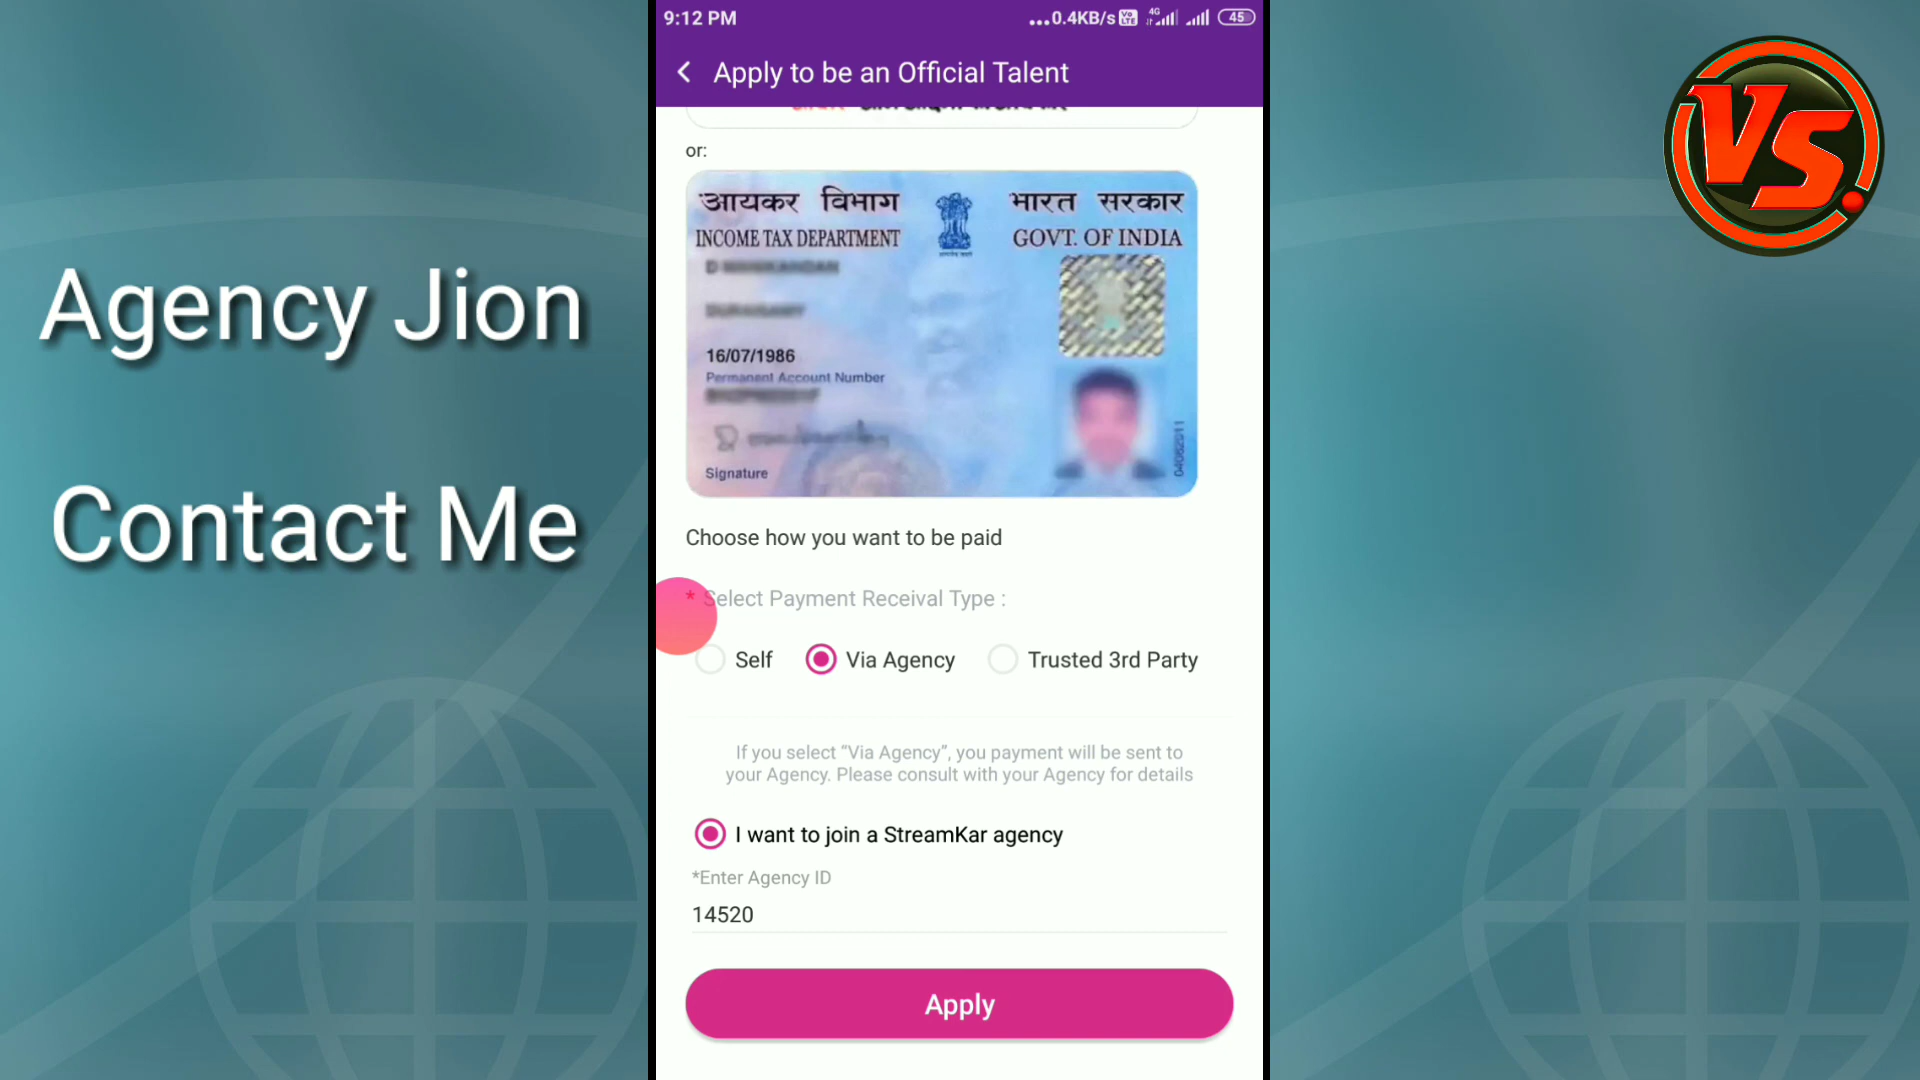 Agency Jion
Contact Me
9:12 PM
...0.4KB/s Vo LTE 4G 45
Apply to be an Official Talent
or:
आयकर विभाग
भारत सरकार
INCOME TAX DEPARTMENT
GOVT. OF INDIA
16/07/1986
Permanent Account Number
Signature
Choose how you want to be paid
* Select Payment Receival Type :
Self
Via Agency
Trusted 3rd Party
If you select “Via Agency”, you payment will be sent to
your Agency. Please consult with your Agency for details
I want to join a StreamKar agency
*Enter Agency ID
14520
Apply
VS